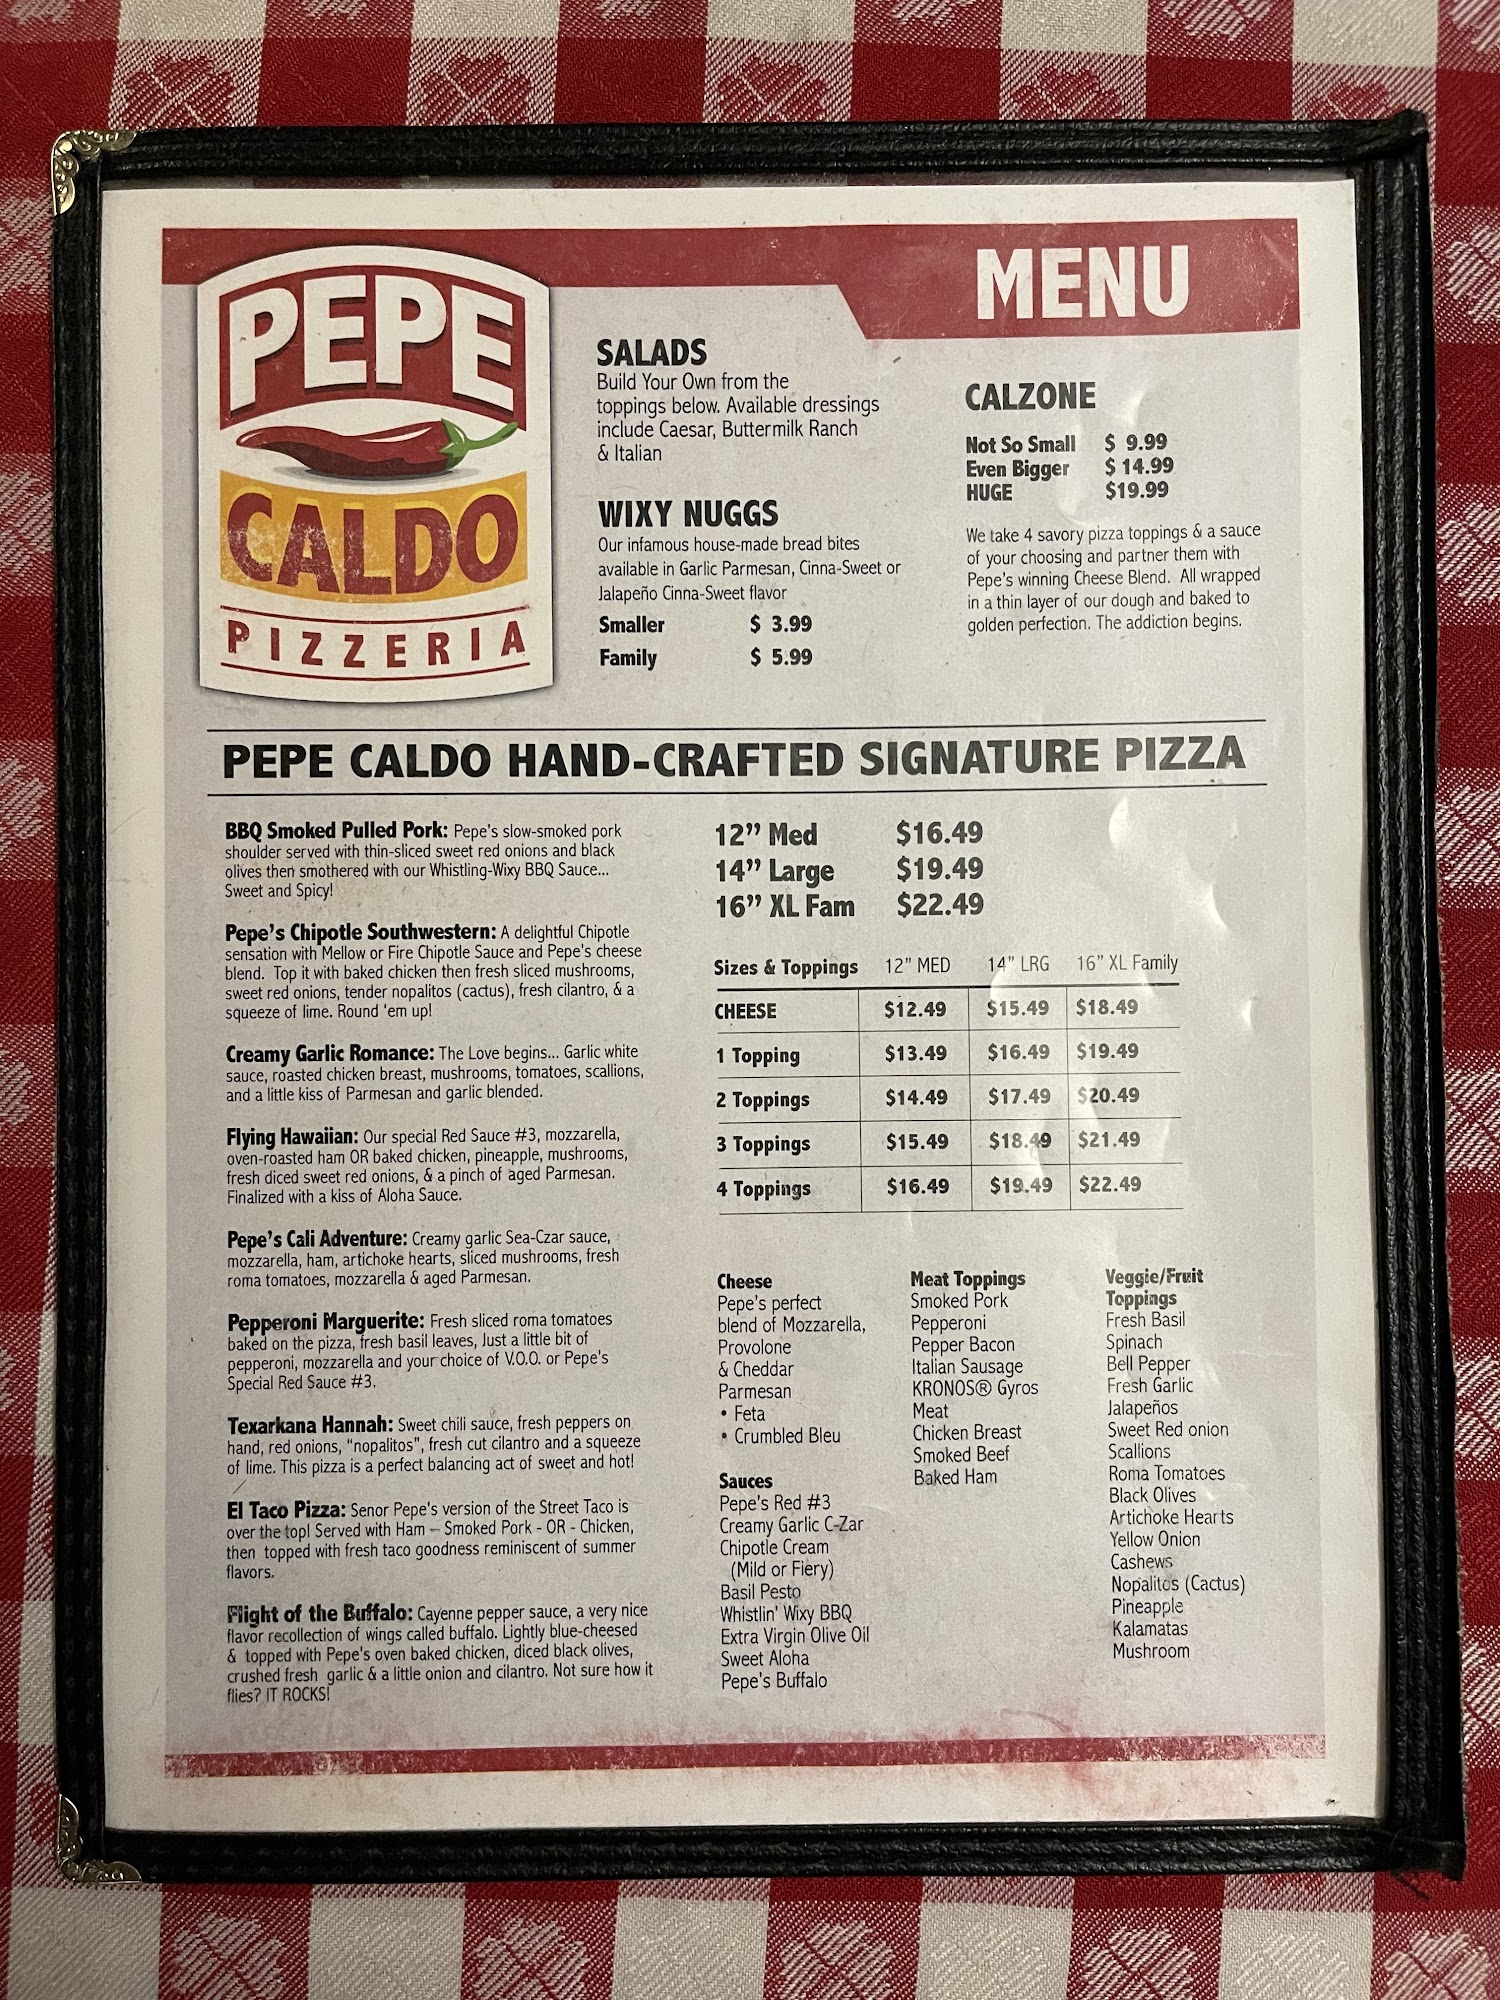 PEPE
CALDO
PIZZERIA
MENU
SALADS
Build Your Own from the
toppings below. Available dressings
include Caesar, Buttermilk Ranch
& Italian
WIXY NUGGS
Our infamous house-made bread bites
available in Garlic Parmesan, Cinna-Sweet or
Jalapeño Cinna-Sweet flavor
Smaller $ 3.99
Family $ 5.99
CALZONE
Not So Small $ 9.99
Even Bigger $ 14.99
HUGE $19.99
We take 4 savory pizza toppings & a sauce
of your choosing and partner them with
Pepe's winning Cheese Blend. All wrapped
in a thin layer of our dough and baked to
golden perfection. The addiction begins.
PEPE CALDO HAND-CRAFTED SIGNATURE PIZZA
BBQ Smoked Pulled Pork: Pepe's slow-smoked pork
shoulder served with thin-sliced sweet red onions and black
olives then smothered with our Whistling-Wixy BBQ Sauce...
Sweet and Spicy!
Pepe's Chipotle Southwestern: A delightful Chipotle
sensation with Mellow or Fire Chipotle Sauce and Pepe's cheese
blend. Top it with baked chicken then fresh sliced mushrooms,
sweet red onions, tender nopalitos (cactus), fresh cilantro, & a
squeeze of lime. Round 'em up!
Creamy Garlic Romance: The Love begins... Garlic white
sauce, roasted chicken breast, mushrooms, tomatoes, scallions,
and a little kiss of Parmesan and garlic blended.
Flying Hawaiian: Our special Red Sauce #3, mozzarella,
oven-roasted ham OR baked chicken, pineapple, mushrooms,
fresh diced sweet red onions, & a pinch of aged Parmesan.
Finalized with a kiss of Aloha Sauce.
Pepe's Cali Adventure: Creamy garlic Sea-Czar sauce,
mozzarella, ham, artichoke hearts, sliced mushrooms, fresh
roma tomatoes, mozzarella & aged Parmesan.
Pepperoni Marguerite: Fresh sliced roma tomatoes
baked on the pizza, fresh basil leaves, Just a little bit of
pepperoni, mozzarella and your choice of V.O.O. or Pepe's
Special Red Sauce #3.
Texarkana Hannah: Sweet chili sauce, fresh peppers on
hand, red onions, "nopalitos", fresh cut cilantro and a squeeze
of lime. This pizza is a perfect balancing act of sweet and hot!
El Taco Pizza: Senor Pepe's version of the Street Taco is
over the top! Served with Ham – Smoked Pork - OR - Chicken,
then topped with fresh taco goodness reminiscent of summer
flavors.
Flight of the Buffalo: Cayenne pepper sauce, a very nice
flavor recollection of wings called buffalo. Lightly blue-cheesed
& topped with Pepe's oven baked chicken, diced black olives,
crushed fresh garlic & a little onion and cilantro. Not sure how it
flies? IT ROCKS!
12” Med $16.49
14” Large $19.49
16” XL Fam $22.49
Sizes & Toppings 12” MED 14” LRG 16” XL Family
CHEESE $12.49 $15.49 $18.49
1 Topping $13.49 $16.49 $19.49
2 Toppings $14.49 $17.49 $20.49
3 Toppings $15.49 $18.49 $21.49
4 Toppings $16.49 $19.49 $22.49
Cheese
Pepe's perfect
blend of Mozzarella,
Provolone
& Cheddar
Parmesan
• Feta
• Crumbled Bleu
Sauces
Pepe's Red #3
Creamy Garlic C-Zar
Chipotle Cream
(Mild or Fiery)
Basil Pesto
Whistlin' Wixy BBQ
Extra Virgin Olive Oil
Sweet Aloha
Pepe's Buffalo
Meat Toppings
Smoked Pork
Pepperoni
Pepper Bacon
Italian Sausage
KRONOS® Gyros
Meat
Chicken Breast
Smoked Beef
Baked Ham
Veggie/Fruit
Toppings
Fresh Basil
Spinach
Bell Pepper
Fresh Garlic
Jalapeños
Sweet Red onion
Scallions
Roma Tomatoes
Black Olives
Artichoke Hearts
Yellow Onion
Cashews
Nopalitos (Cactus)
Pineapple
Kalamatas
Mushroom